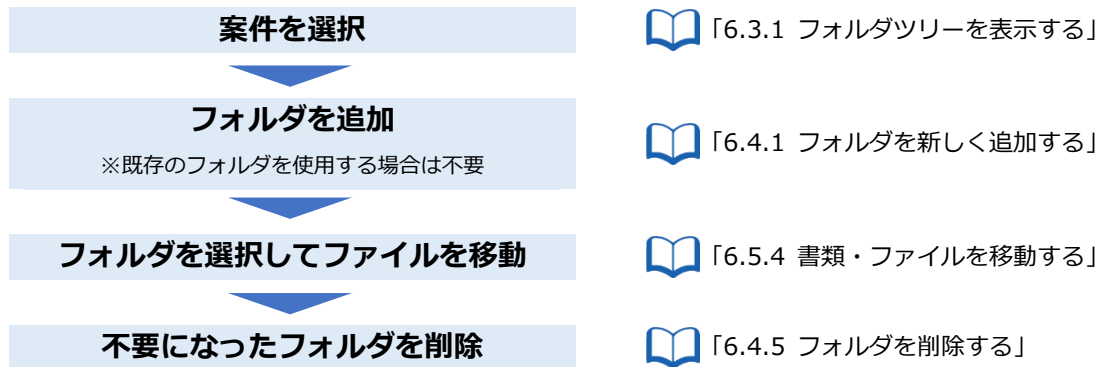 案件を選択
「6.3.1 フォルダツリーを表示する」
フォルダを追加
※既存のフォルダを使用する場合は不要
「6.4.1 フォルダを新しく追加する」
フォルダを選択してファイルを移動
「6.5.4 書類・ファイルを移動する」
不要になったフォルダを削除
「6.4.5 フォルダを削除する」